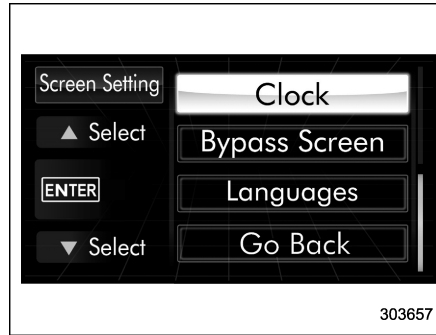 Screen Setting
Clock
▲ Select
Bypass Screen
ENTER
Languages
▼ Select
Go Back
303657